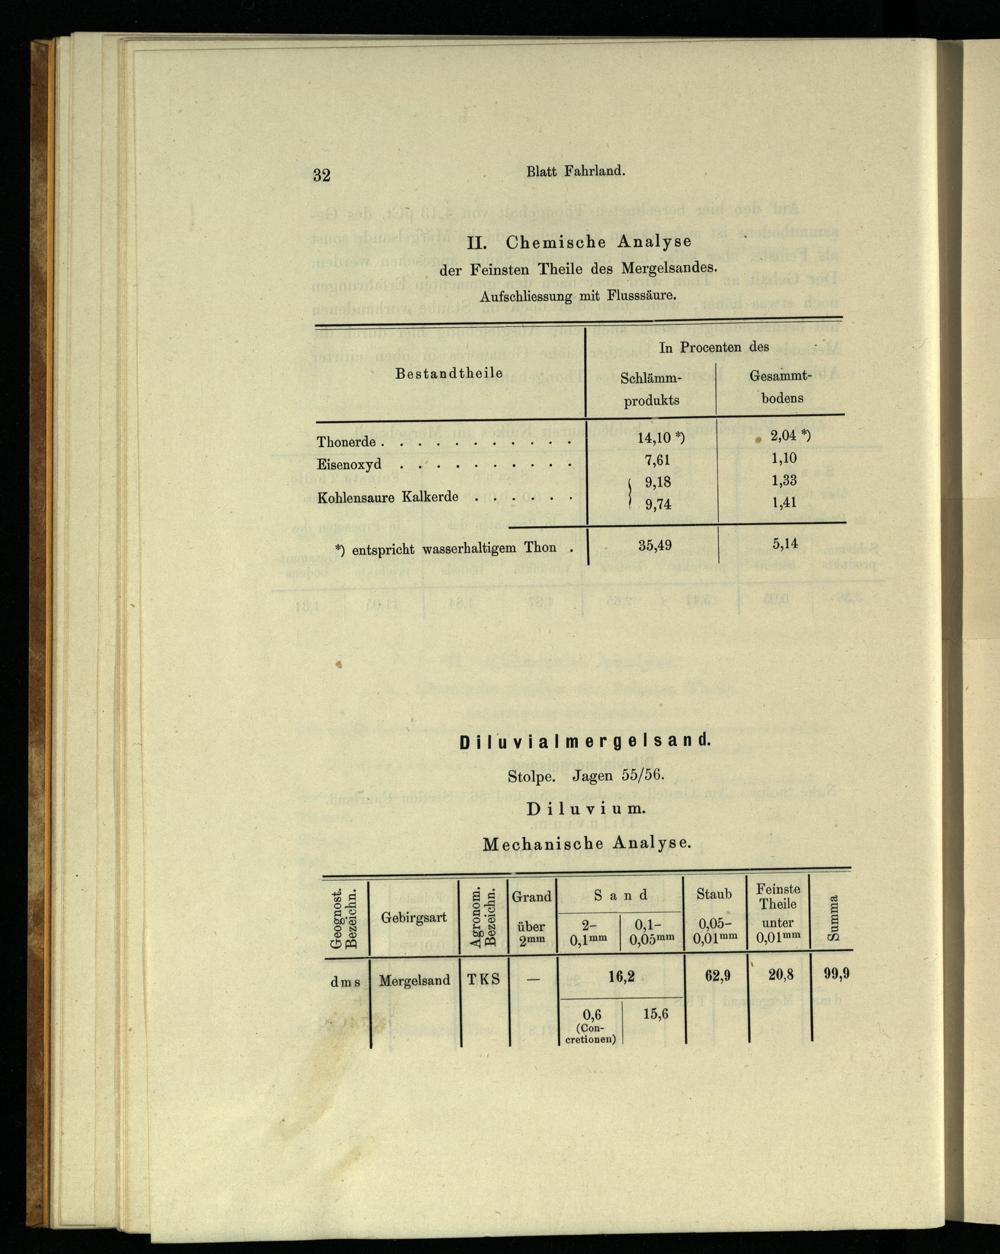 32
Blatt Fahrland.
II. Chemische Analyse
der Feinsten Theile des Mergelsandes.
Aufschliessung mit Flusssäure.
Bestandtheile
In Procenten des
Schlämm-
produkts
Gesammt-
bodens
Thonerde . . . . . . . . . . . 14,10 *) 2,04 *)
Eisenoxyd . . . . . . . . . . 7,61 1,10
Kohlensaure Kalkerde . . . . . . { 9,18 1,33
9,74 1,41
*) entspricht wasserhaltigem Thon . 35,49 5,14
Diluvialmergelsand.
Stolpe. Jagen 55/56.
Diluvium.
Mechanische Analyse.
Geognost.
Bezeichn.
Gebirgsart
Agronom.
Bezeichn.
Grand
über
2mm
Sand
2-
0,1mm
0,1-
0,05mm
Staub
0,05-
0,01mm
Feinste
Theile
unter
0,01mm
Summa
dms Mergelsand TKS — 16,2 62,9 20,8 99,9
0,6 15,6
(Con-
cretionen)